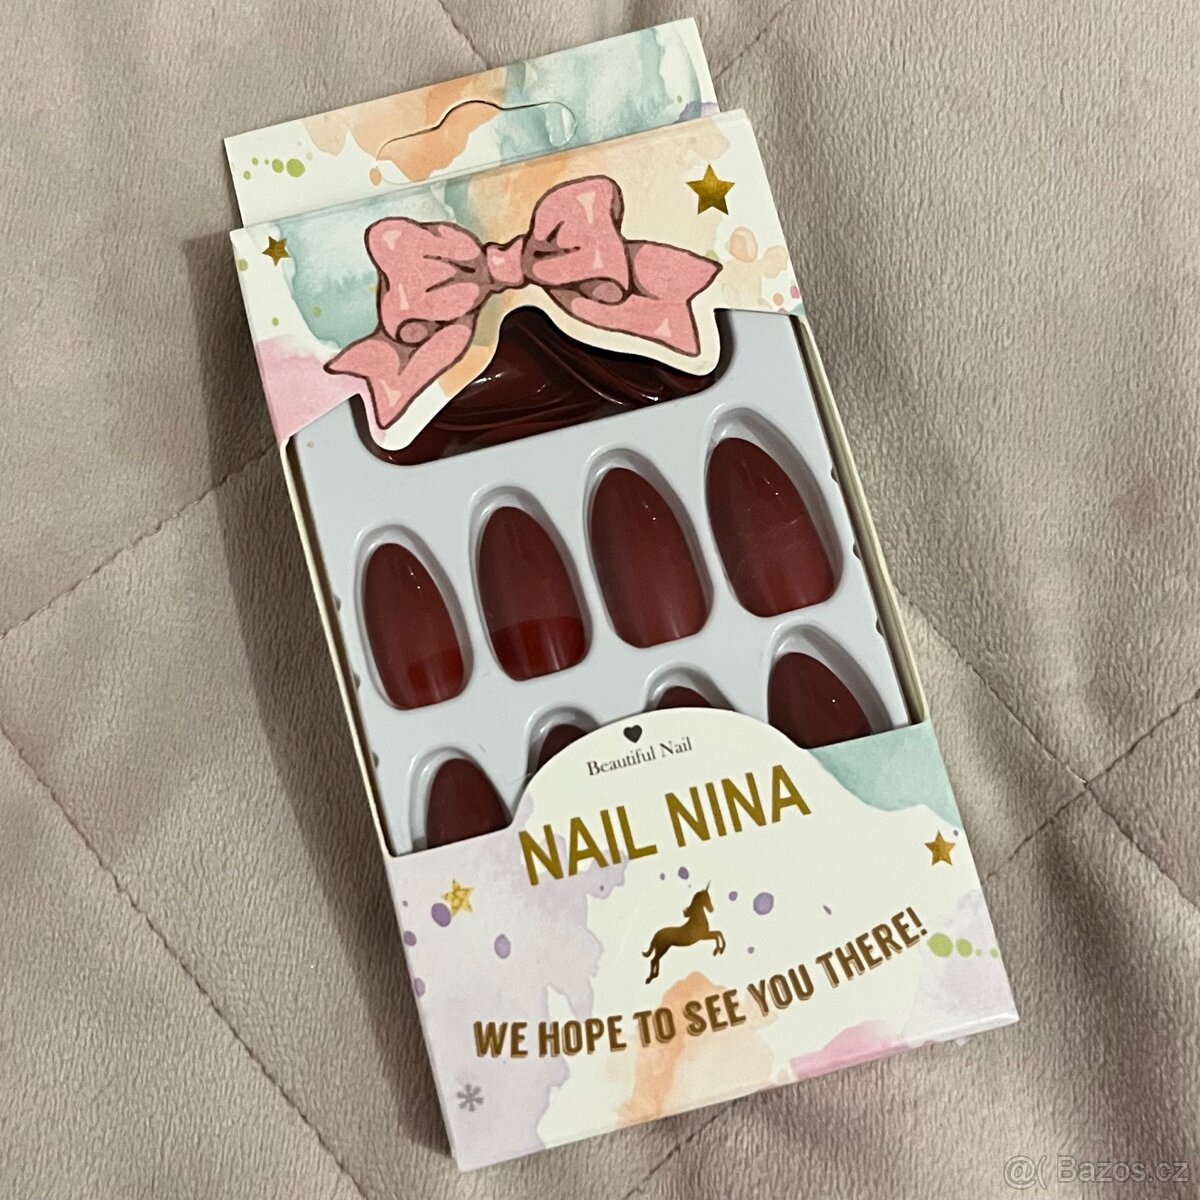 Beautiful Nail
NAIL NINA
WE HOPE TO SEE YOU THERE!
@( Bazos.cz